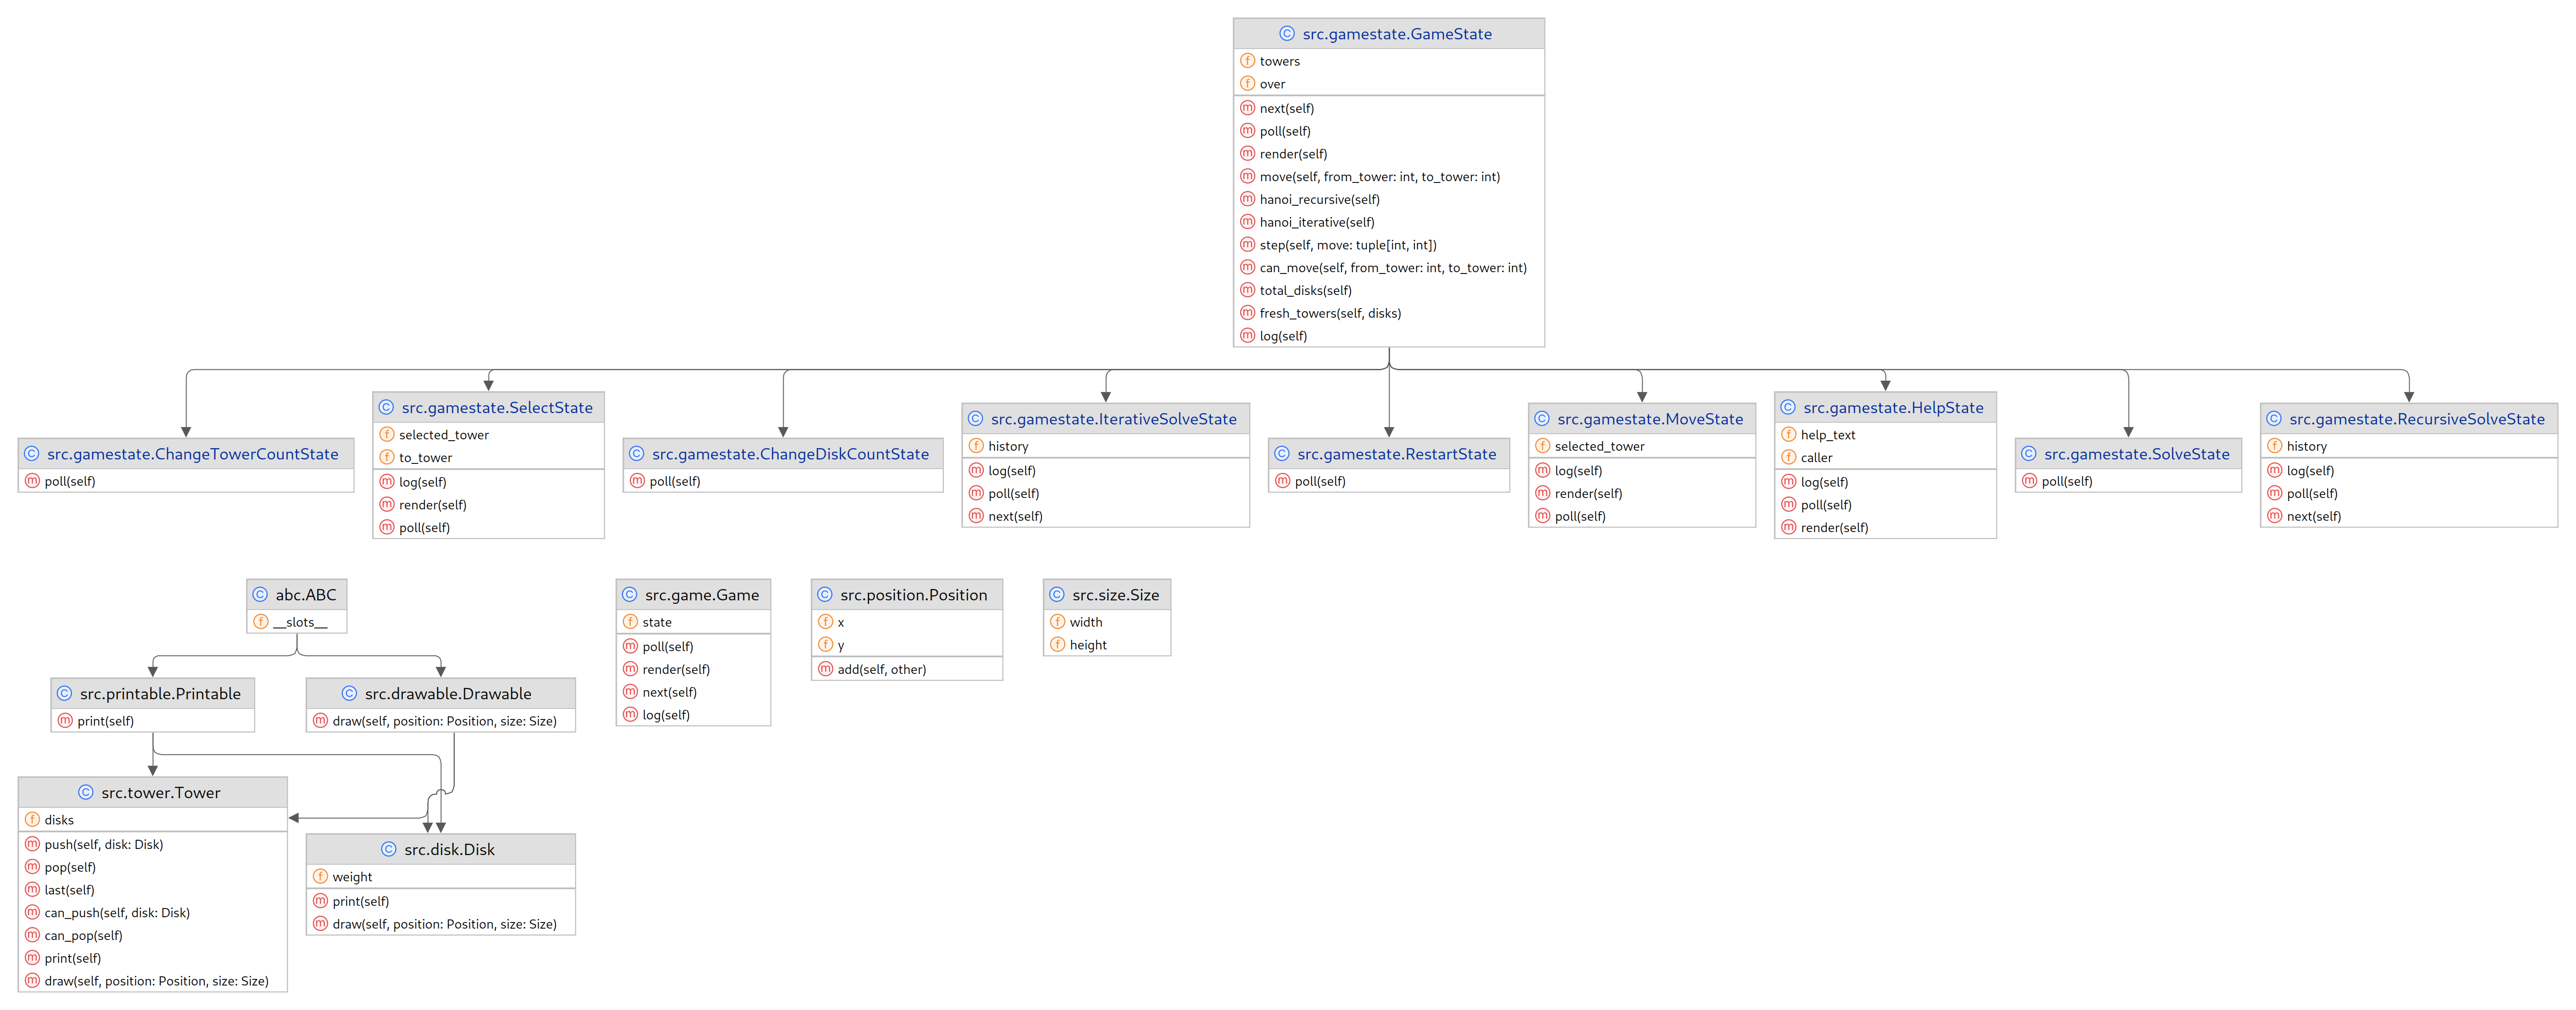 src.gamestate.GameState
towers
over
next(self)
poll(self)
render(self)
move(self, from_tower: int, to_tower: int)
hanoi_recursive(self)
hanoi_iterative(self)
step(self, move: tuple[int, int])
can_move(self, from_tower: int, to_tower: int)
total_disks(self)
fresh_towers(self, disks)
log(self)
src.gamestate.ChangeTowerCountState
poll(self)
src.gamestate.SelectState
selected_tower
to_tower
log(self)
render(self)
poll(self)
src.gamestate.ChangeDiskCountState
poll(self)
src.gamestate.IterativeSolveState
history
log(self)
poll(self)
next(self)
src.gamestate.RestartState
poll(self)
src.gamestate.MoveState
selected_tower
log(self)
render(self)
poll(self)
src.gamestate.HelpState
help_text
caller
log(self)
poll(self)
render(self)
src.gamestate.SolveState
poll(self)
src.gamestate.RecursiveSolveState
history
log(self)
poll(self)
next(self)
abc.ABC
__slots__
src.game.Game
state
poll(self)
render(self)
next(self)
log(self)
src.position.Position
x
y
add(self, other)
src.size.Size
width
height
src.printable.Printable
print(self)
src.drawable.Drawable
draw(self, position: Position, size: Size)
src.tower.Tower
disks
push(self, disk: Disk)
pop(self)
last(self)
can_push(self, disk: Disk)
can_pop(self)
print(self)
draw(self, position: Position, size: Size)
src.disk.Disk
weight
print(self)
draw(self, position: Position, size: Size)